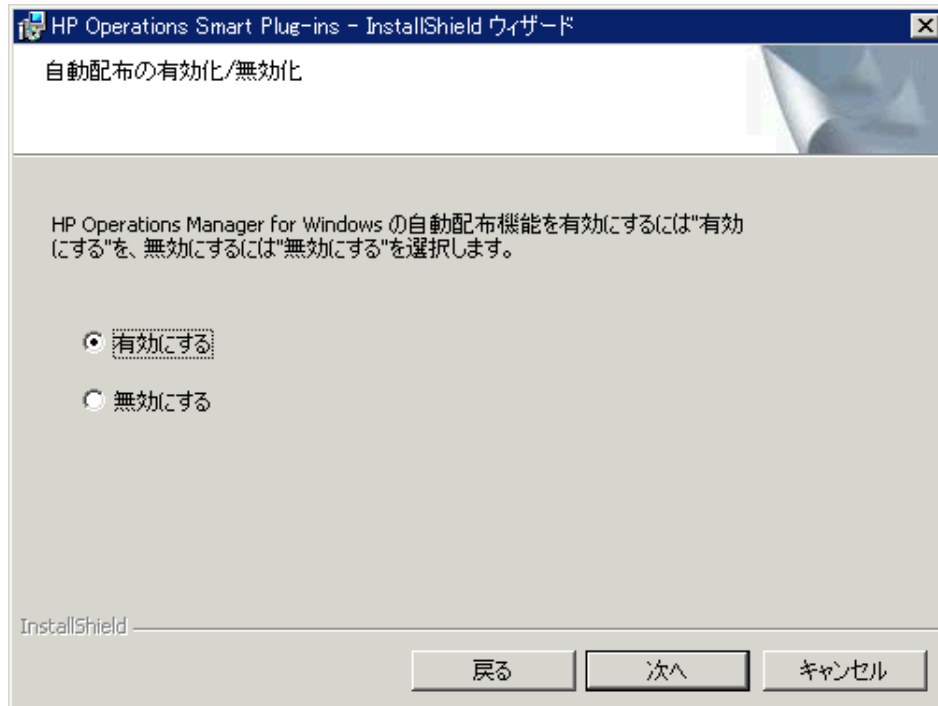 HP Operations Smart Plug-ins - InstallShield ウィザード
自動配布の有効化/無効化
HP Operations Manager for Windows の自動配布機能を有効にするには"有効
にする"を、無効にするには"無効にする"を選択します。
有効にする
無効にする
InstallShield
戻る
次へ
キャンセル